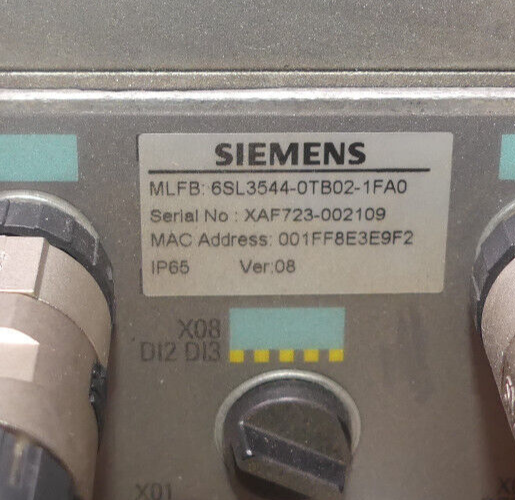 SIEMENS
MLFB: 6SL3544-0TB02-1FA0
Serial No : XAF723-002109
MAC Address: 001FF8E3E9F2
IP65 Ver:08
X08
DI2 DI3
X01